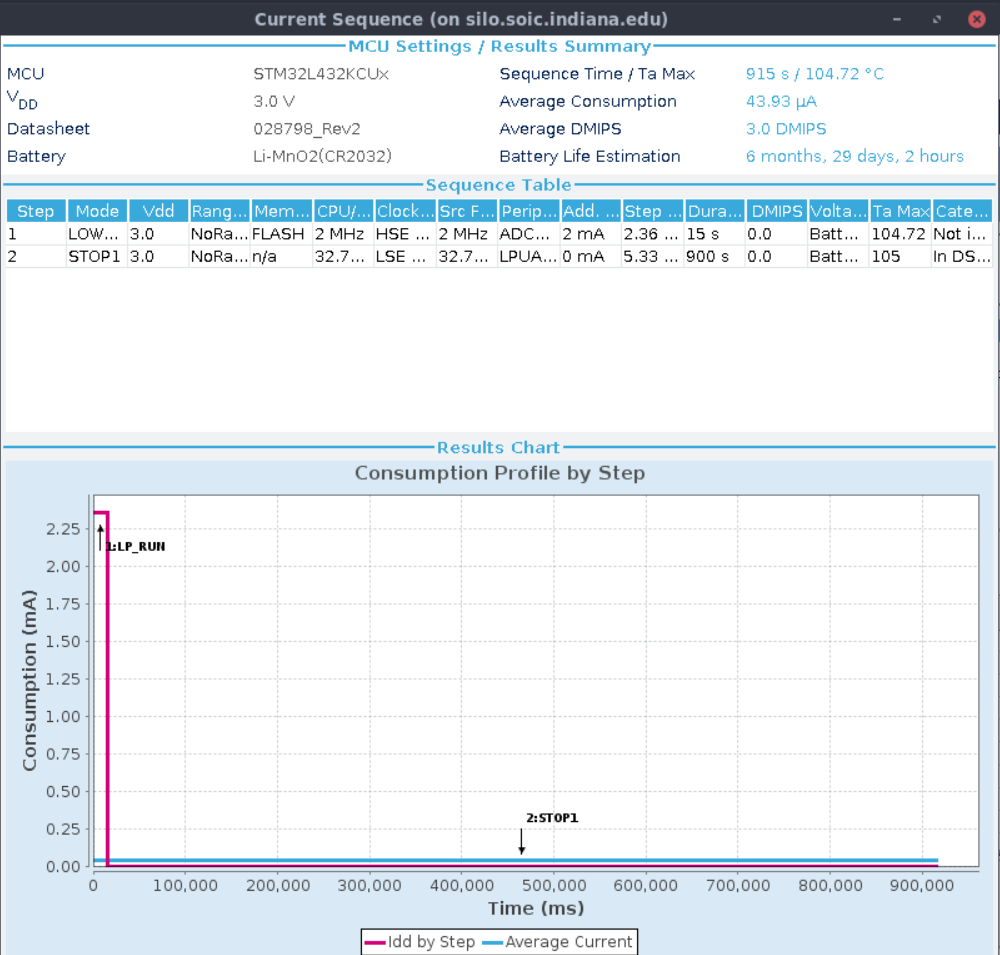 Current Sequence (on silo.soic.indiana.edu)
MCU Settings / Results Summary
MCU STM32L432KCUx Sequence Time / Ta Max 915 s / 104.72 °C
VDD 3.0 V Average Consumption 43.93 µA
Datasheet 028798_Rev2 Average DMIPS 3.0 DMIPS
Battery Li-MnO2(CR2032) Battery Life Estimation 6 months, 29 days, 2 hours
Sequence Table
Step Mode Vdd Rang... Mem... CPU/... Clock... Src F... Perip... Add. ... Step ... Dura... DMIPS Volta... Ta Max Cate...
1 LOW... 3.0 NoRa... FLASH 2 MHz HSE ... 2 MHz ADC... 2 mA 2.36 ... 15 s 0.0 Batt... 104.72 Not i...
2 STOP1 3.0 NoRa... n/a 32.7... LSE ... 32.7... LPUA... 0 mA 5.33 ... 900 s 0.0 Batt... 105 In DS...
Results Chart
Consumption Profile by Step
Consumption (mA)
2.25
1:LP_RUN
2.00
1.75
1.50
1.25
1.00
0.75
0.50
2:STOP1
0.25
0.00
0 100,000 200,000 300,000 400,000 500,000 600,000 700,000 800,000 900,000
Time (ms)
Idd by Step Average Current